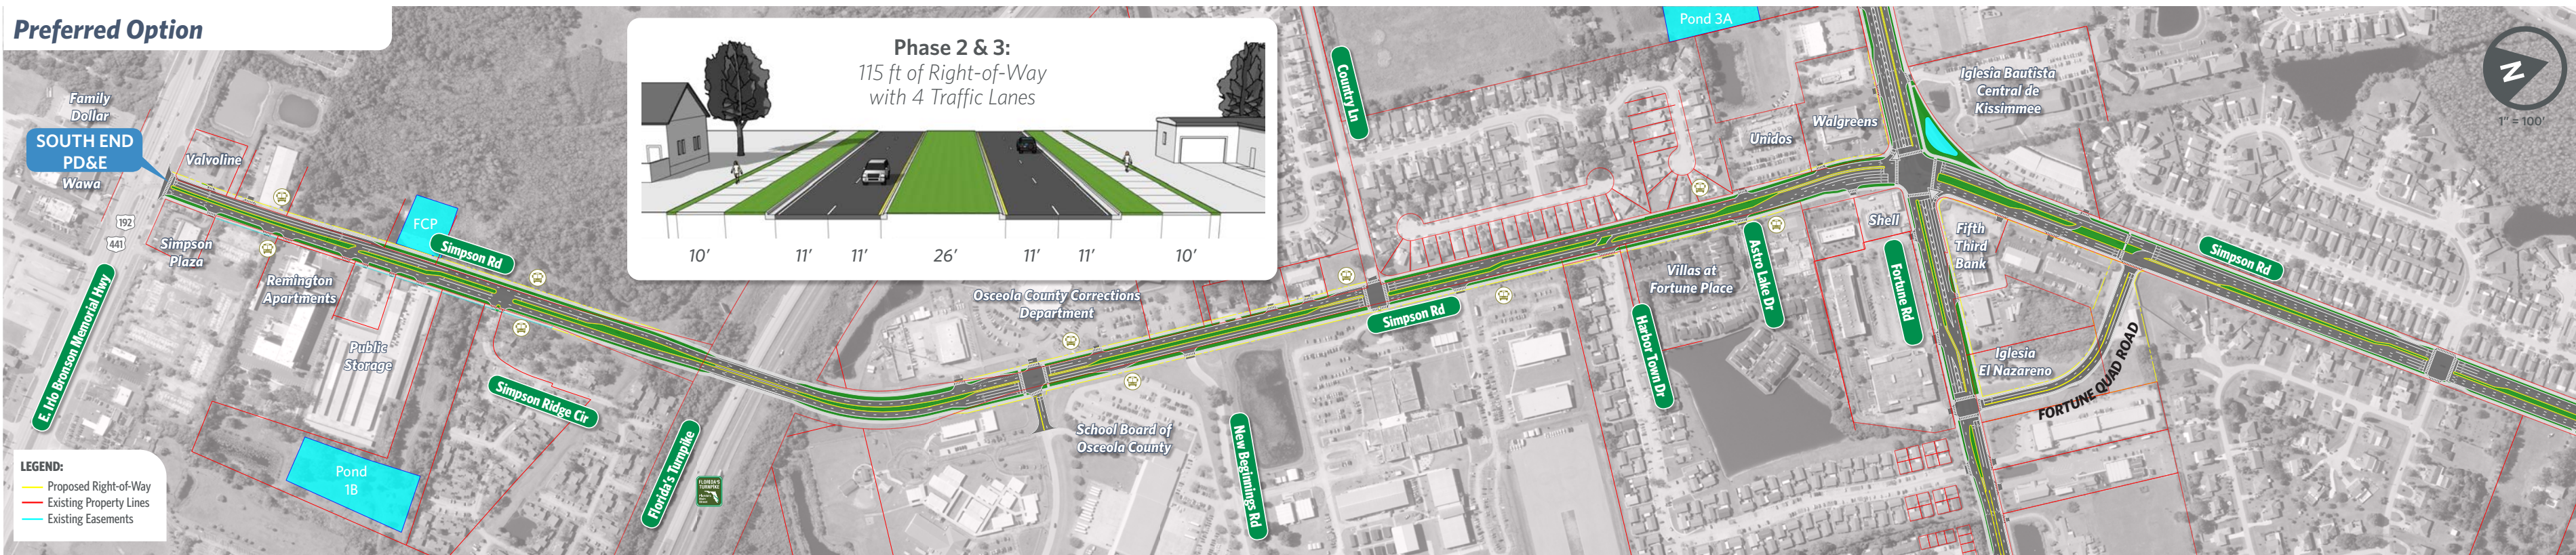 Preferred Option
Phase 2 & 3:
115 ft of Right-of-Way
with 4 Traffic Lanes
10'
11'
11'
26'
11'
11'
10'
Family
Dollar
SOUTH END
PD&E
Wawa
Valvoline
192
441
Simpson
Plaza
E. Irlo Bronson Memorial Hwy
Remington
Apartments
FCP
Simpson Rd
Public
Storage
Pond
1B
Simpson Ridge Cir
Florida's Turnpike
FLORIDA'S
TURNPIKE
Osceola County Corrections
Department
School Board of
Osceola County
New Beginnings Rd
Country Ln
Simpson Rd
Pond 3A
Harbor Town Dr
Villas at
Fortune Place
Astro Lake Dr
Unidos
Walgreens
Shell
Fortune Rd
Fifth
Third
Bank
Iglesia Bautista
Central de
Kissimmee
Iglesia
El Nazareno
FORTUNE QUAD ROAD
Simpson Rd
N
1" = 100'
LEGEND:
Proposed Right-of-Way
Existing Property Lines
Existing Easements